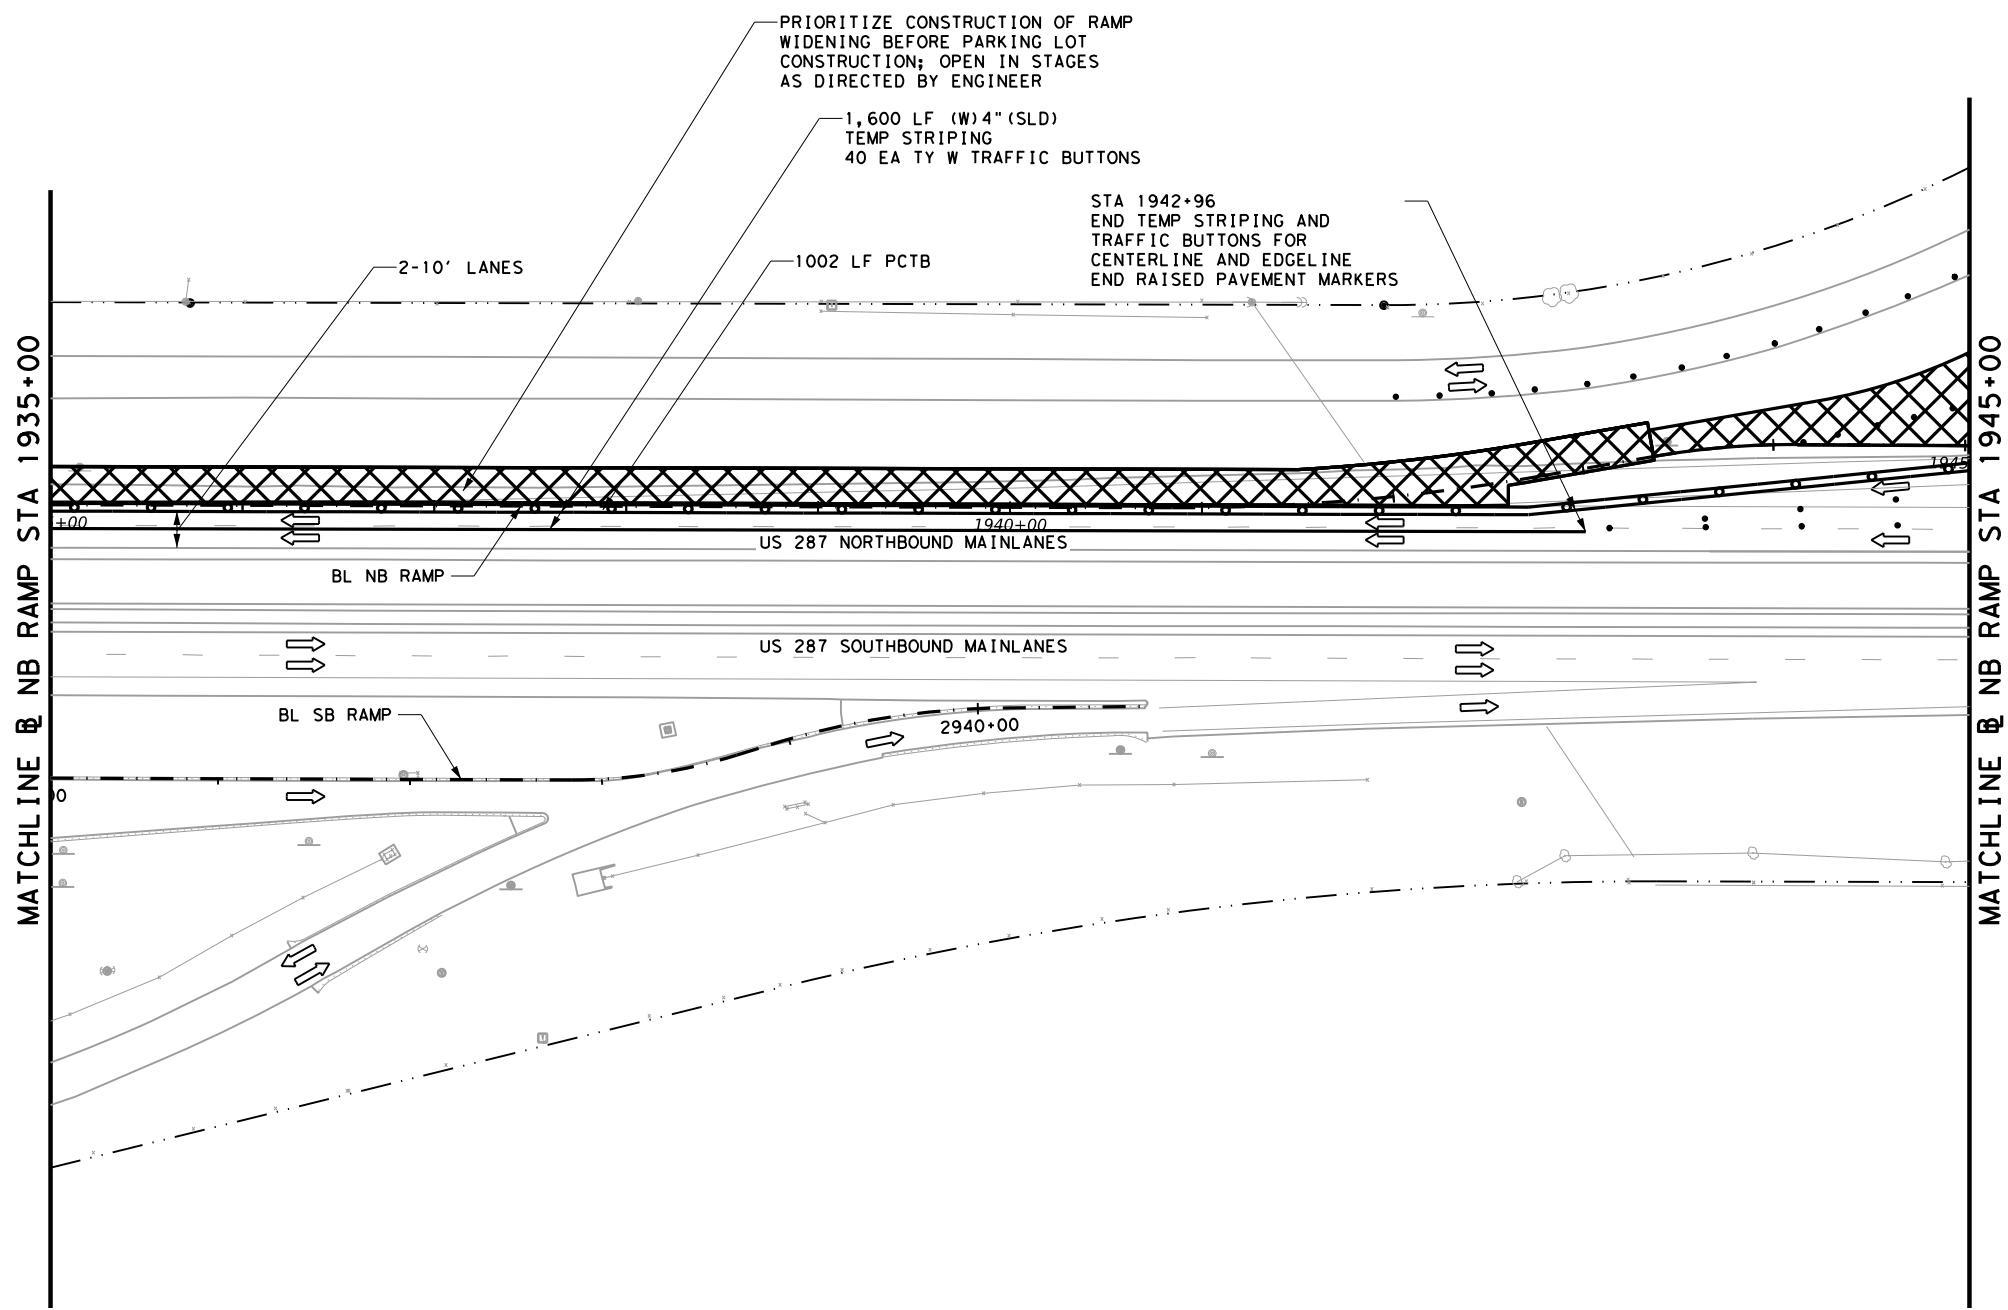 PRIORITIZE CONSTRUCTION OF RAMP
WIDENING BEFORE PARKING LOT
CONSTRUCTION; OPEN IN STAGES
AS DIRECTED BY ENGINEER
1,600 LF (W)4"(SLD)
TEMP STRIPING
40 EA TY W TRAFFIC BUTTONS
STA 1942+96
END TEMP STRIPING AND
TRAFFIC BUTTONS FOR
CENTERLINE AND EDGELINE
END RAISED PAVEMENT MARKERS
2-10' LANES
1002 LF PCTB
1945
+00
1940+00
US 287 NORTHBOUND MAINLANES
BL NB RAMP
US 287 SOUTHBOUND MAINLANES
BL SB RAMP
2940+00
00
MATCHLINE BL NB RAMP STA 1935+00
MATCHLINE BL NB RAMP STA 1945+00